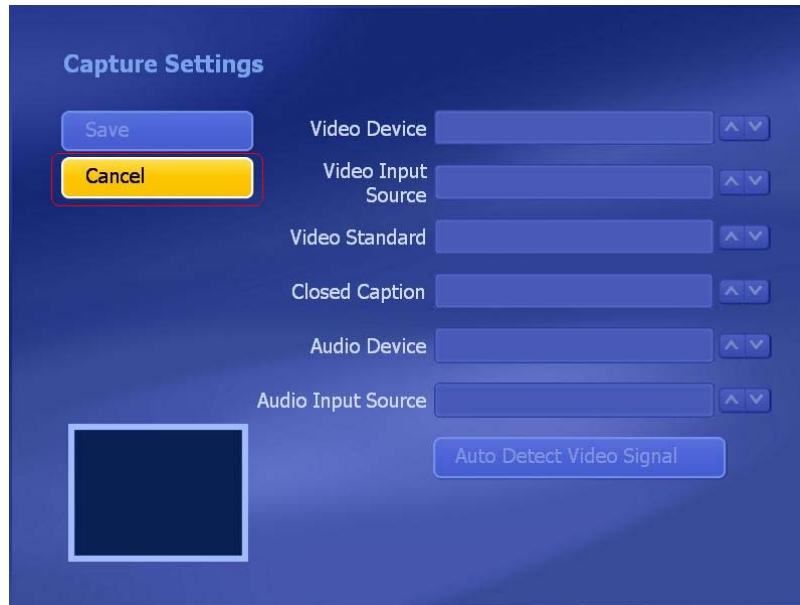 Capture Settings
Save
Cancel
Video Device
Video Input
Source
Video Standard
Closed Caption
Audio Device
Audio Input Source
Auto Detect Video Signal